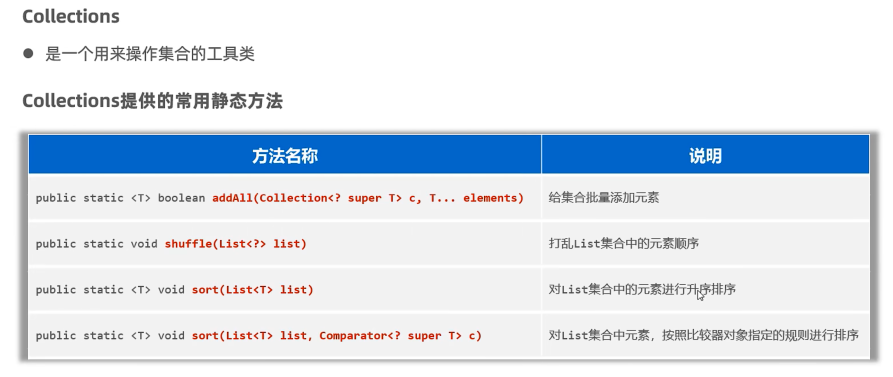 Collections
● 是一个用来操作集合的工具类
Collections提供的常用静态方法
方法名称 说明
public static <T> boolean addAll(Collection<? super T> c, T... elements) 给集合批量添加元素
public static void shuffle(List<?> list) 打乱List集合中的元素顺序
public static <T> void sort(List<T> list) 对List集合中的元素进行升序排序
public static <T> void sort(List<T> list, Comparator<? super T> c) 对List集合中元素，按照比较器对象指定的规则进行排序